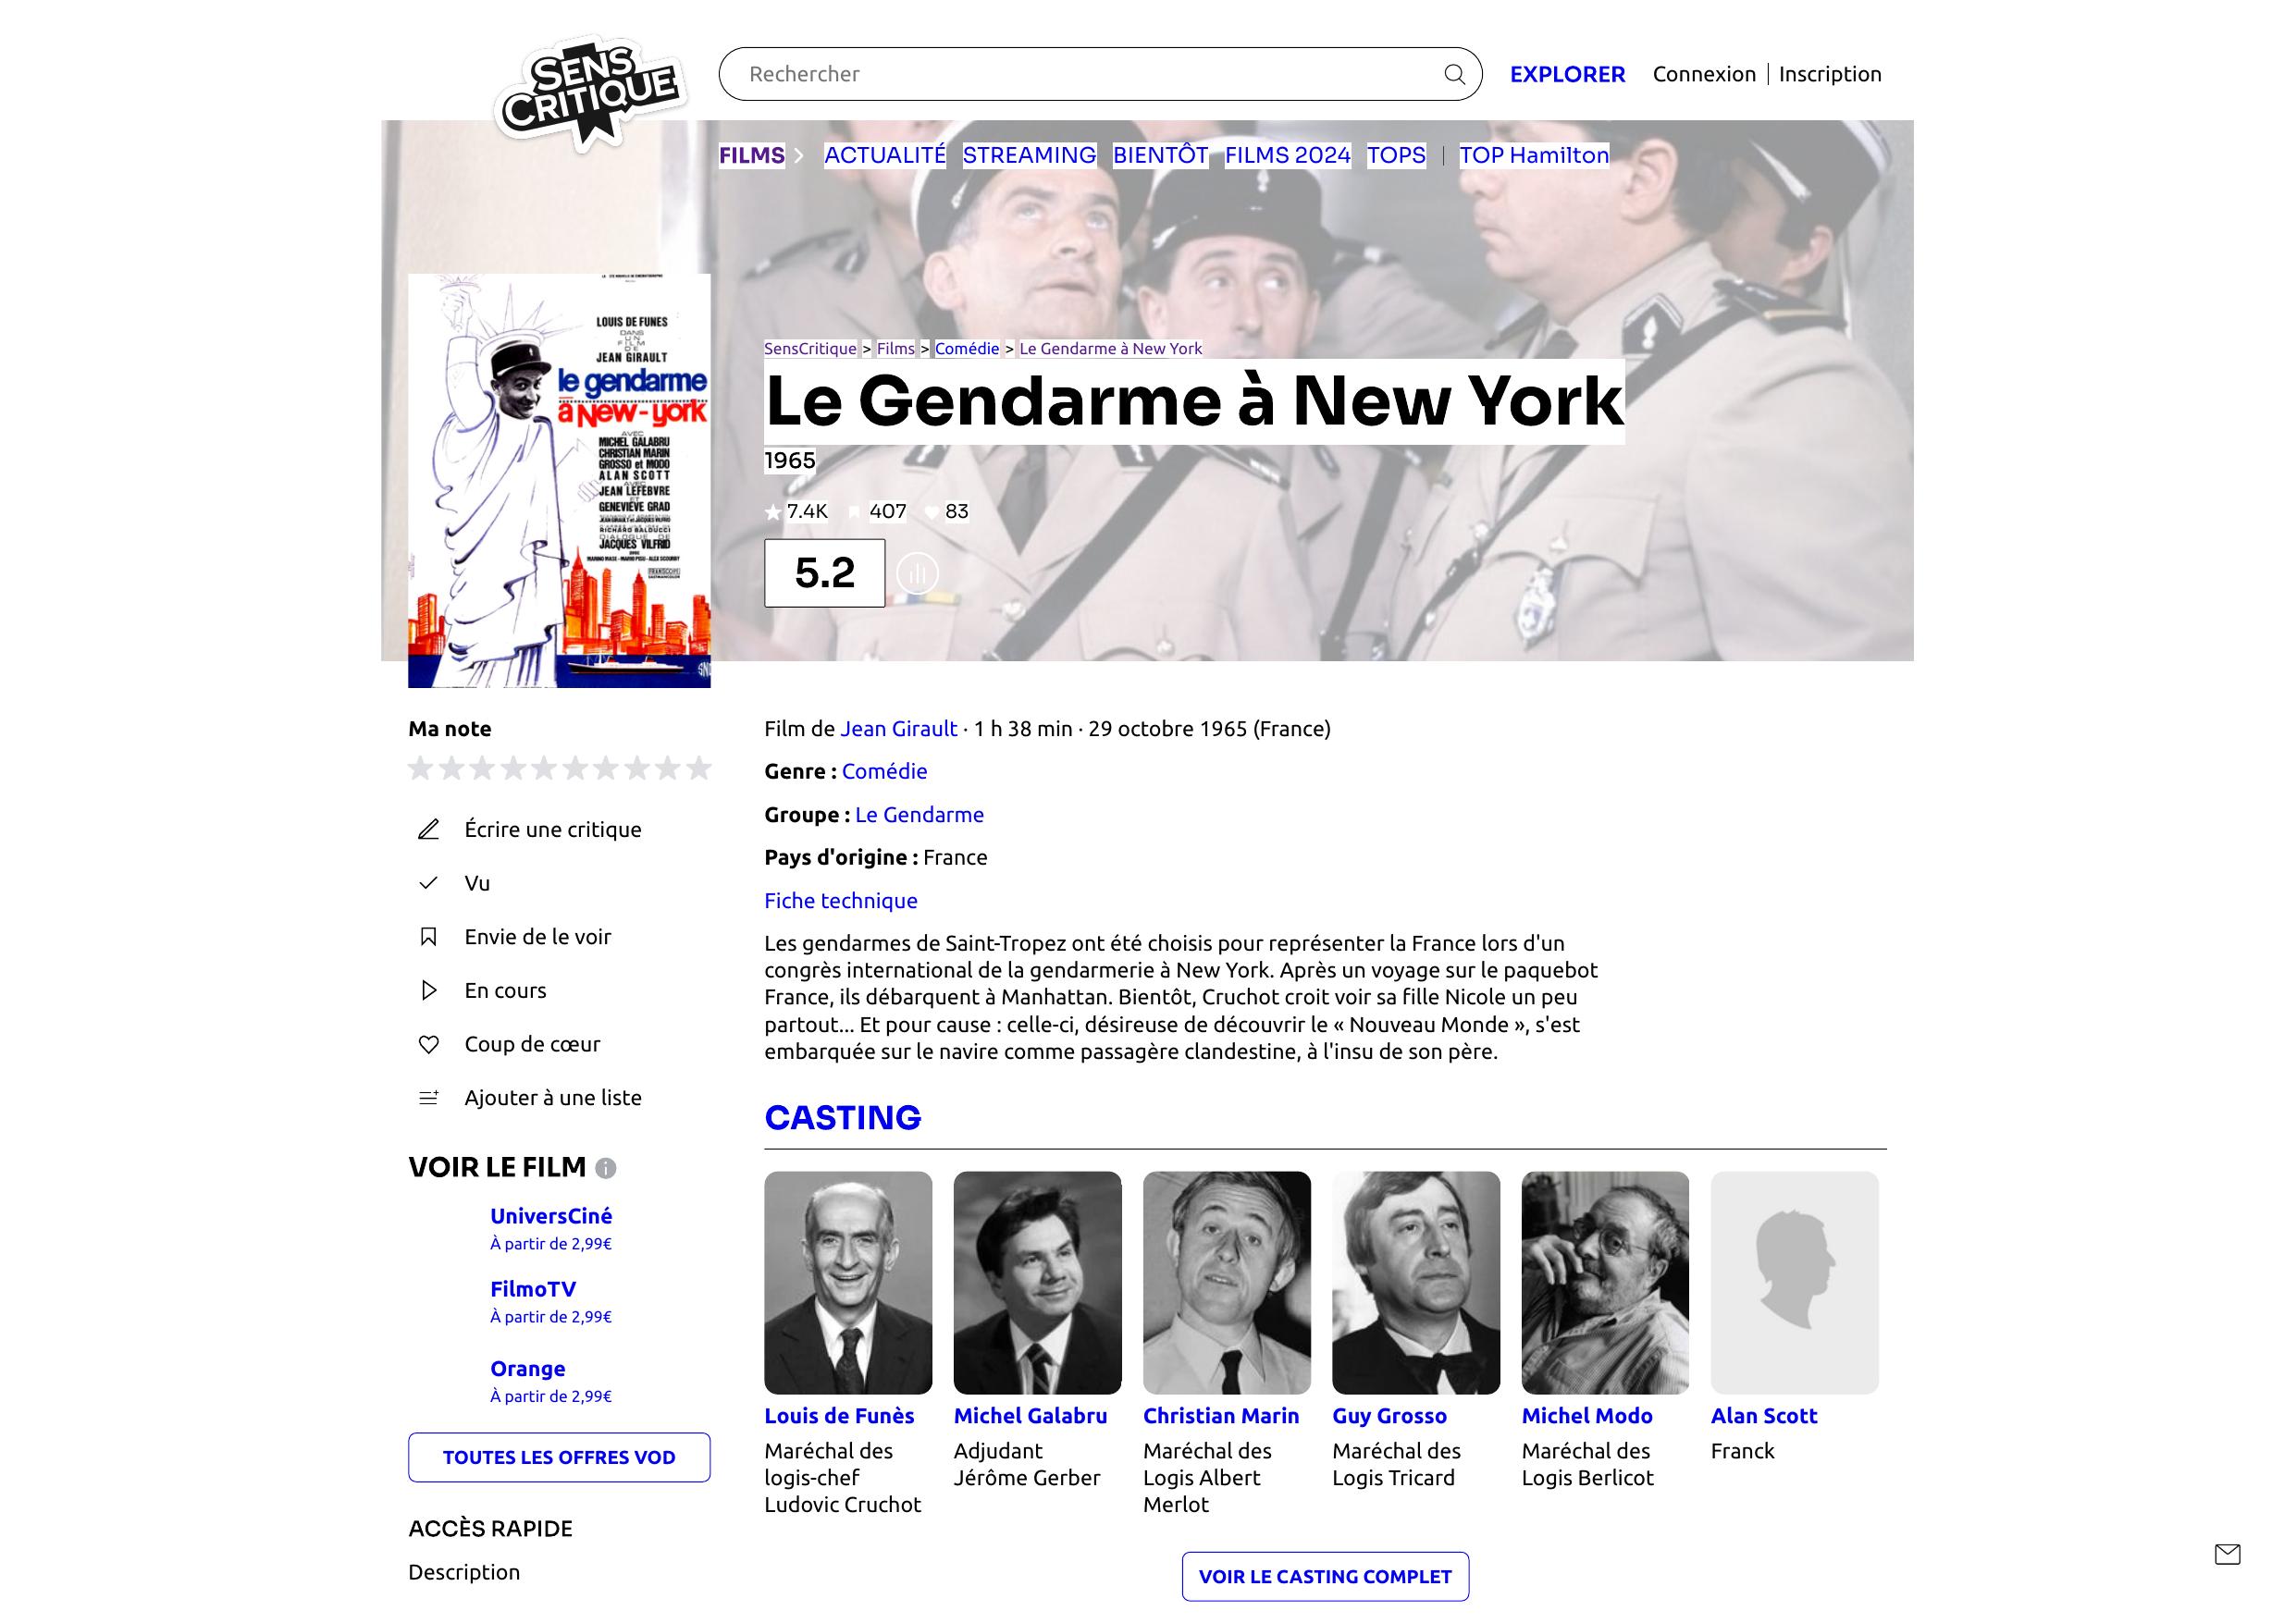 SENS
CRITIQUE
Rechercher
EXPLORER
Connexion | Inscription
FILMS
ACTUALITÉ STREAMING BIENTÔT FILMS 2024 TOPS | TOP Hamilton
LOUIS DE FUNES
DANS
UN
FILM
DE
JEAN GIRAULT
le gendarme
à New-york
AVEC
MICHEL GALABRU
CHRISTIAN MARIN
GROSSO et MODO
ALAN SCOTT
AVEC
JEAN LEFEBVRE
ET
GENEVIÈVE GRAD
RICHARD BALDUCCI
DIALOGUE DE
JACQUES VILFRID
SensCritique > Films > Comédie > Le Gendarme à New York
Le Gendarme à New York
1965
7.4K 407 83
5.2
Ma note
Écrire une critique
Vu
Envie de le voir
En cours
Coup de cœur
Ajouter à une liste
VOIR LE FILM
UniversCiné
À partir de 2,99€
FilmoTV
À partir de 2,99€
Orange
À partir de 2,99€
TOUTES LES OFFRES VOD
ACCÈS RAPIDE
Description
Film de Jean Girault · 1 h 38 min · 29 octobre 1965 (France)
Genre : Comédie
Groupe : Le Gendarme
Pays d'origine : France
Fiche technique
Les gendarmes de Saint-Tropez ont été choisis pour représenter la France lors d'un
congrès international de la gendarmerie à New York. Après un voyage sur le paquebot
France, ils débarquent à Manhattan. Bientôt, Cruchot croit voir sa fille Nicole un peu
partout... Et pour cause : celle-ci, désireuse de découvrir le « Nouveau Monde », s'est
embarquée sur le navire comme passagère clandestine, à l'insu de son père.
CASTING
Louis de Funès
Maréchal des
logis-chef
Ludovic Cruchot
Michel Galabru
Adjudant
Jérôme Gerber
Christian Marin
Maréchal des
Logis Albert
Merlot
Guy Grosso
Maréchal des
Logis Tricard
Michel Modo
Maréchal des
Logis Berlicot
Alan Scott
Franck
VOIR LE CASTING COMPLET